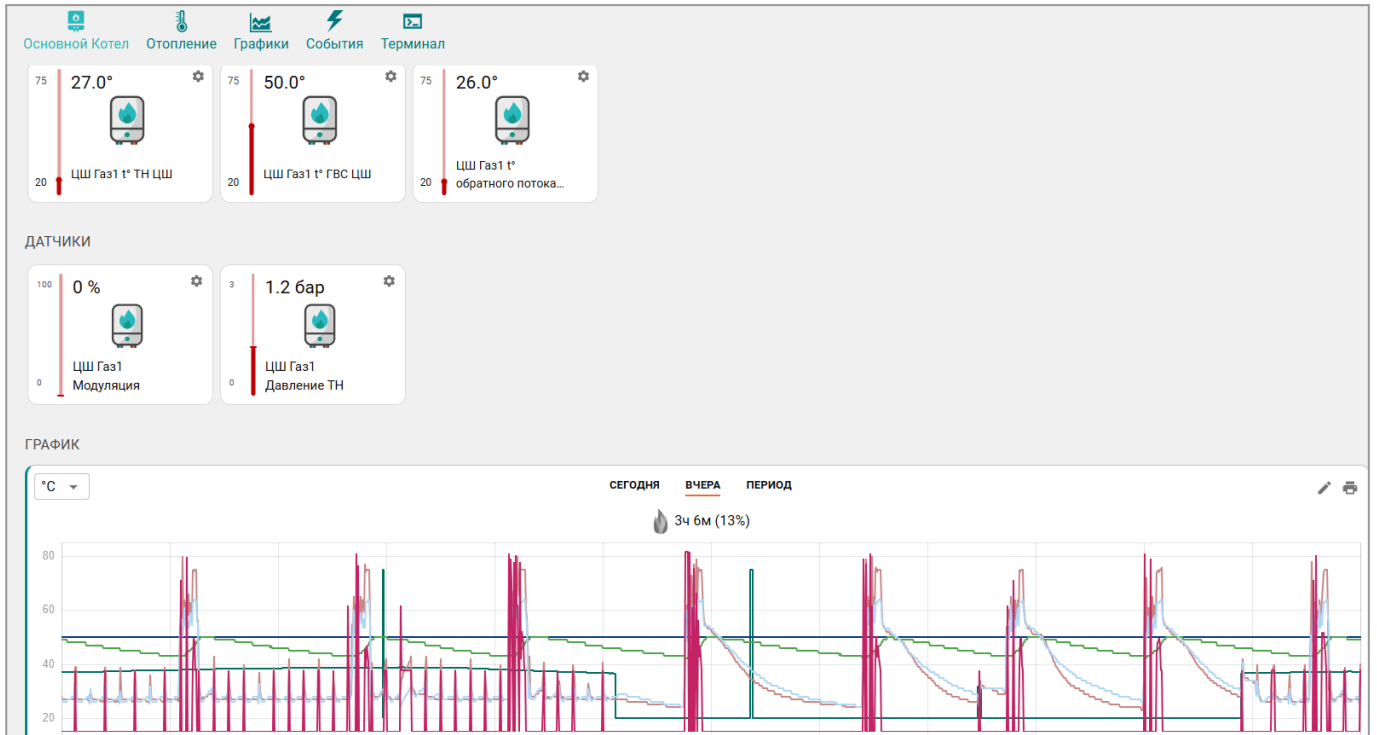 Основной Котел Отопление Графики События Терминал
75 27.0° 75 50.0° 75 26.0°
20 ЦШ Газ1 t° ТН ЦШ 20 ЦШ Газ1 t° ГВС ЦШ 20 ЦШ Газ1 t°
обратного потока…
ДАТЧИКИ
100 0 % 3 1.2 бар
ЦШ Газ1 ЦШ Газ1
0 Модуляция 0 Давление ТН
ГРАФИК
°C СЕГОДНЯ ВЧЕРА ПЕРИОД
3ч 6м (13%)
80
60
40
20